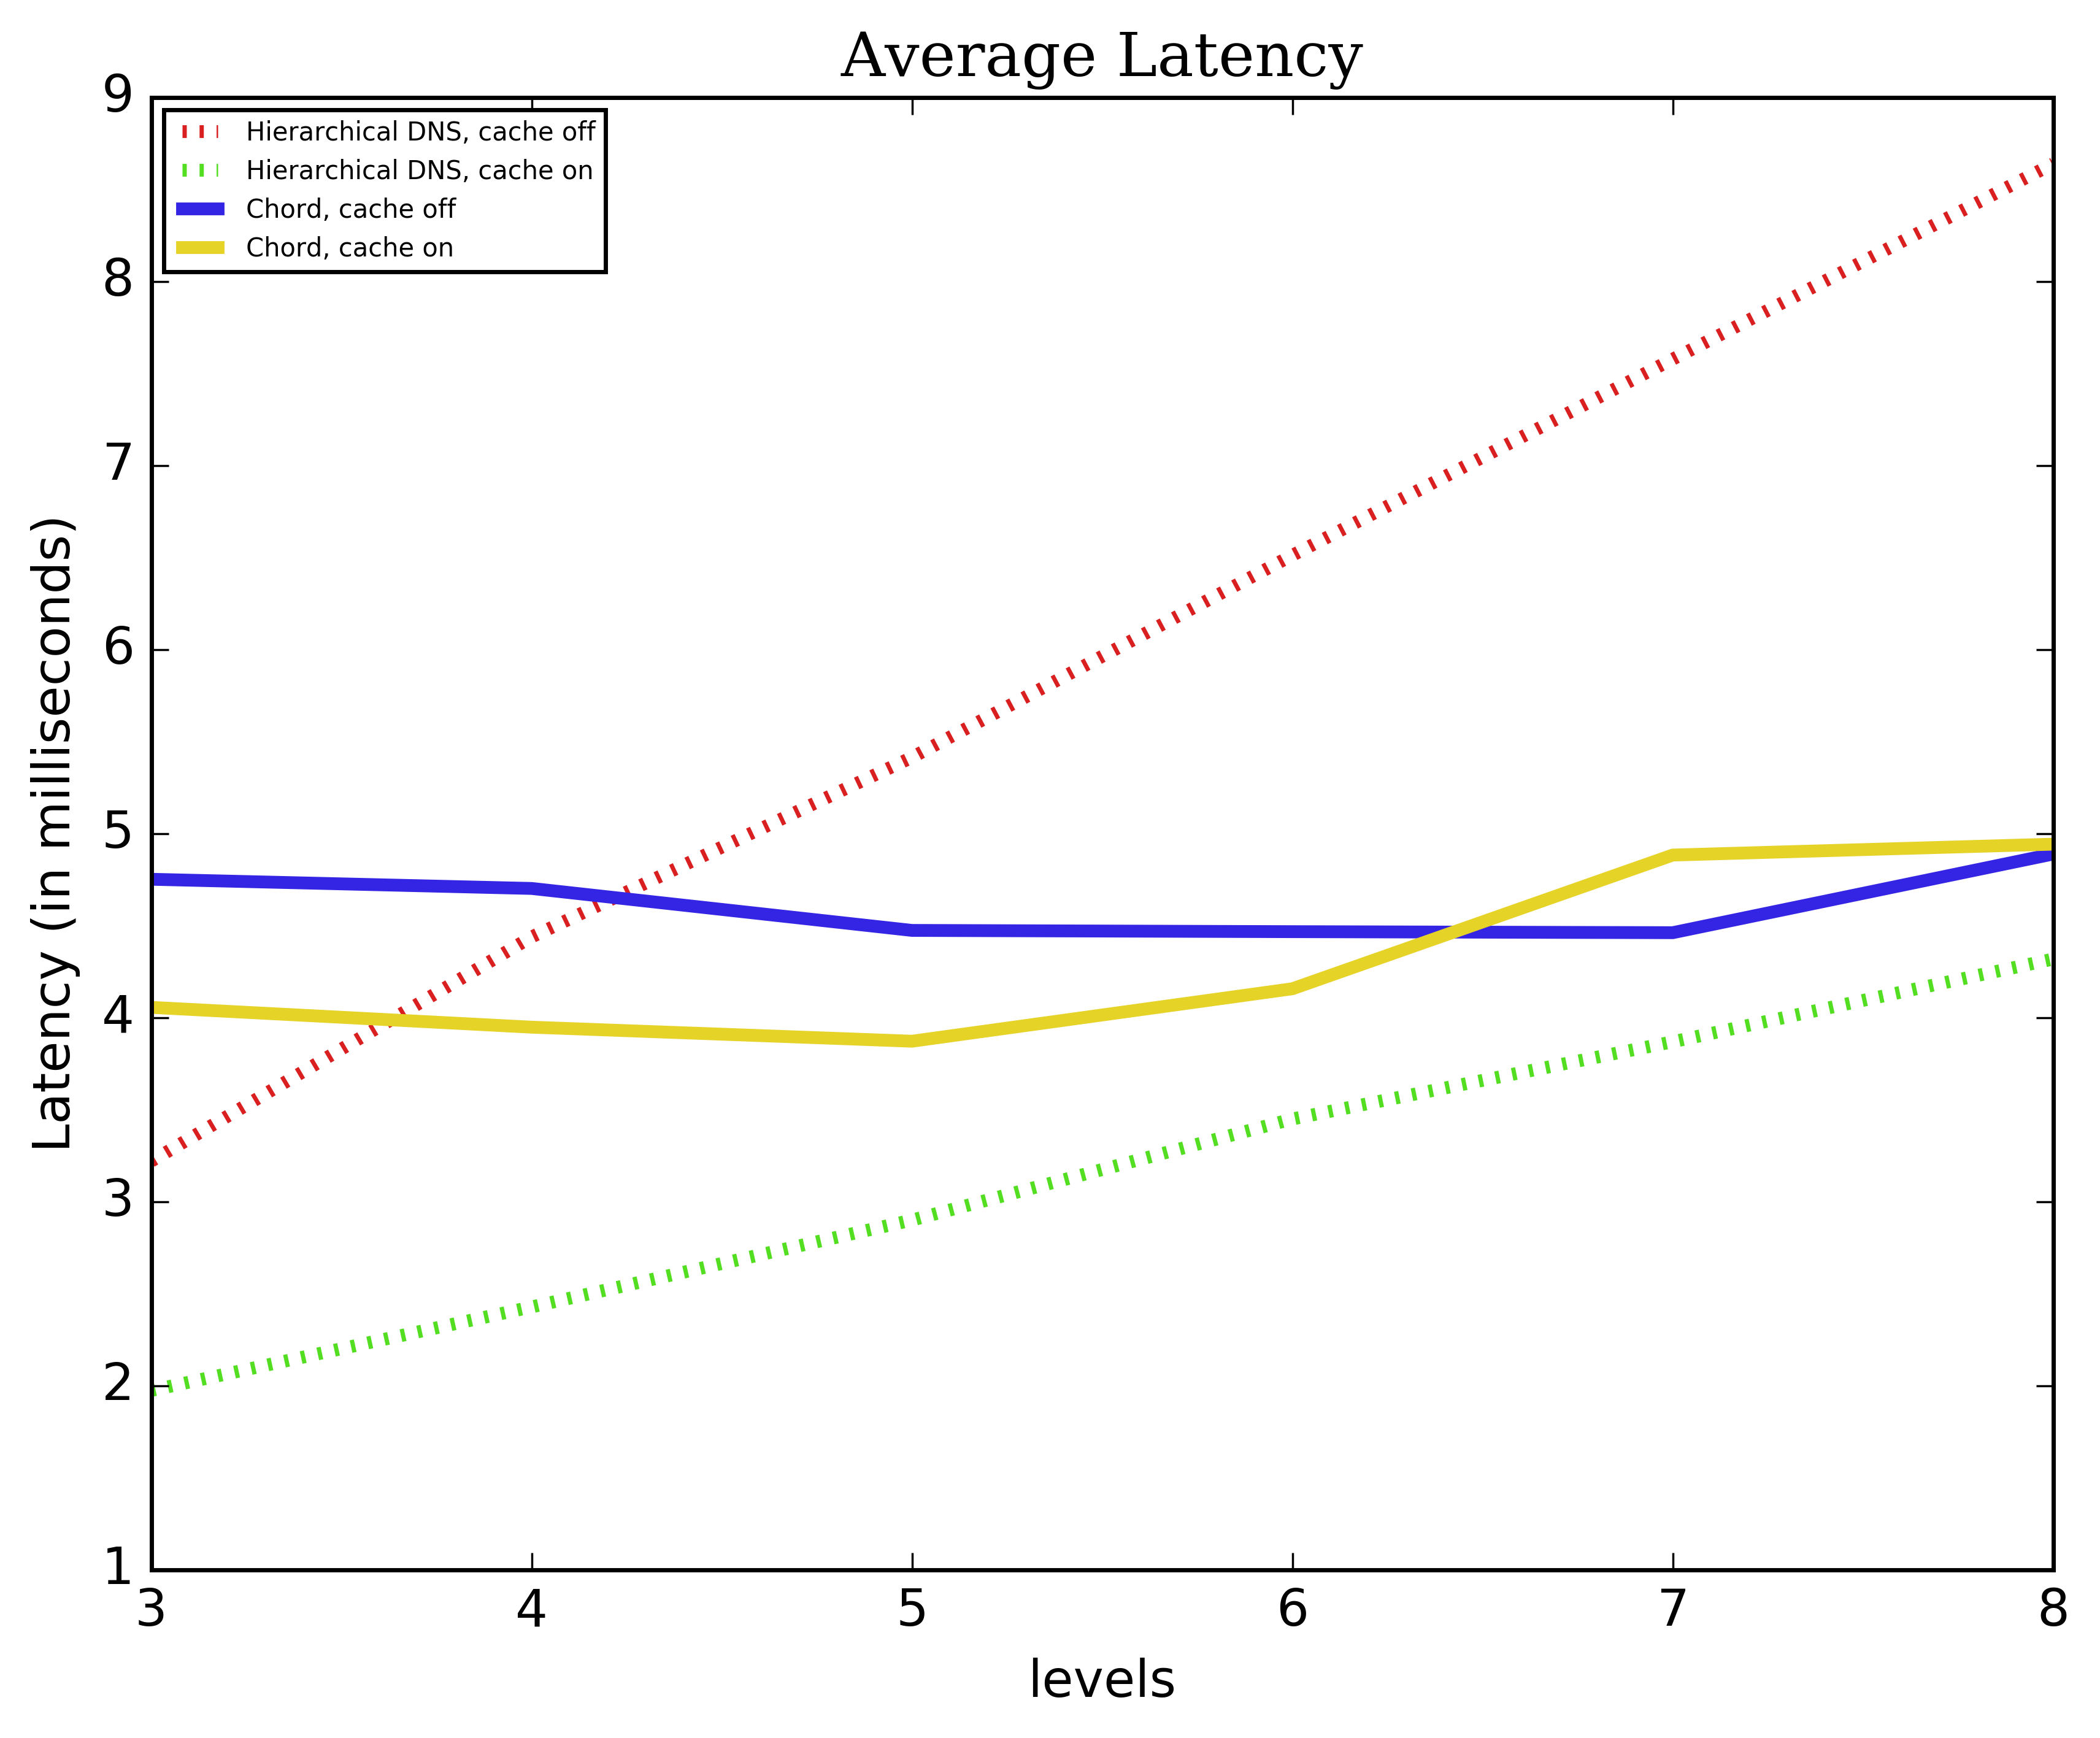 Average Latency
9
8
7
6
5
4
3
2
1
Latency (in milliseconds)
Hierarchical DNS, cache off
Hierarchical DNS, cache on
Chord, cache off
Chord, cache on
3 4 5 6 7 8
levels